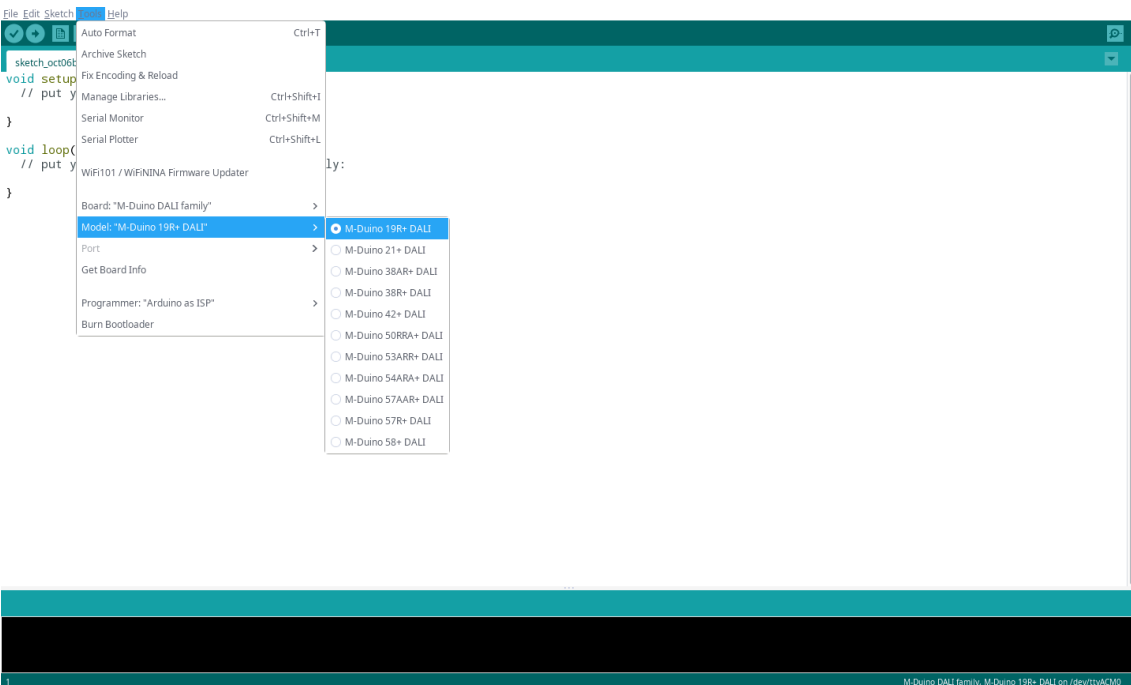 File Edit Sketch Tools Help
sketch_oct06b
void setup
// put y
}
void loop(
// put y ly:
}
Auto Format Ctrl+T
Archive Sketch
Fix Encoding & Reload
Manage Libraries... Ctrl+Shift+I
Serial Monitor Ctrl+Shift+M
Serial Plotter Ctrl+Shift+L
WiFi101 / WiFiNINA Firmware Updater
Board: "M-Duino DALI family"
Model: "M-Duino 19R+ DALI"
Port
Get Board Info
Programmer: "Arduino as ISP"
Burn Bootloader
M-Duino 19R+ DALI
M-Duino 21+ DALI
M-Duino 38AR+ DALI
M-Duino 38R+ DALI
M-Duino 42+ DALI
M-Duino 50RRA+ DALI
M-Duino 53ARR+ DALI
M-Duino 54ARA+ DALI
M-Duino 57AAR+ DALI
M-Duino 57R+ DALI
M-Duino 58+ DALI
1 M-Duino DALI family, M-Duino 19R+ DALI on /dev/ttyACM0